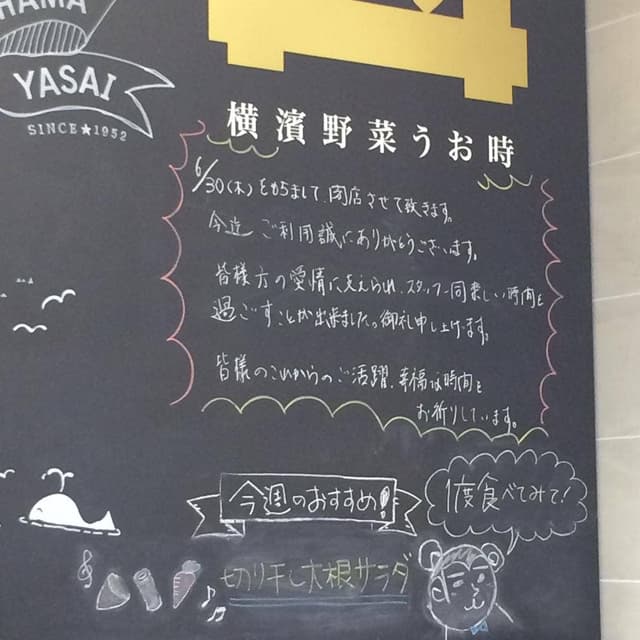 HAMA
YASAI
SINCE★1952
横濱野菜うお時
6/30(木)をもちまして、閉店させて致きます。
今迄ご利用誠にありがとうございます。
皆様方の愛情に支えられ、スタッフ一同楽しい時間を
過ごすことが出来ました。御礼申し上げます。
皆様のこれからのご活躍、幸福な時間を
お祈りしています。
今週のおすすめ!
1度食べてみて!
切り干し大根サラダ